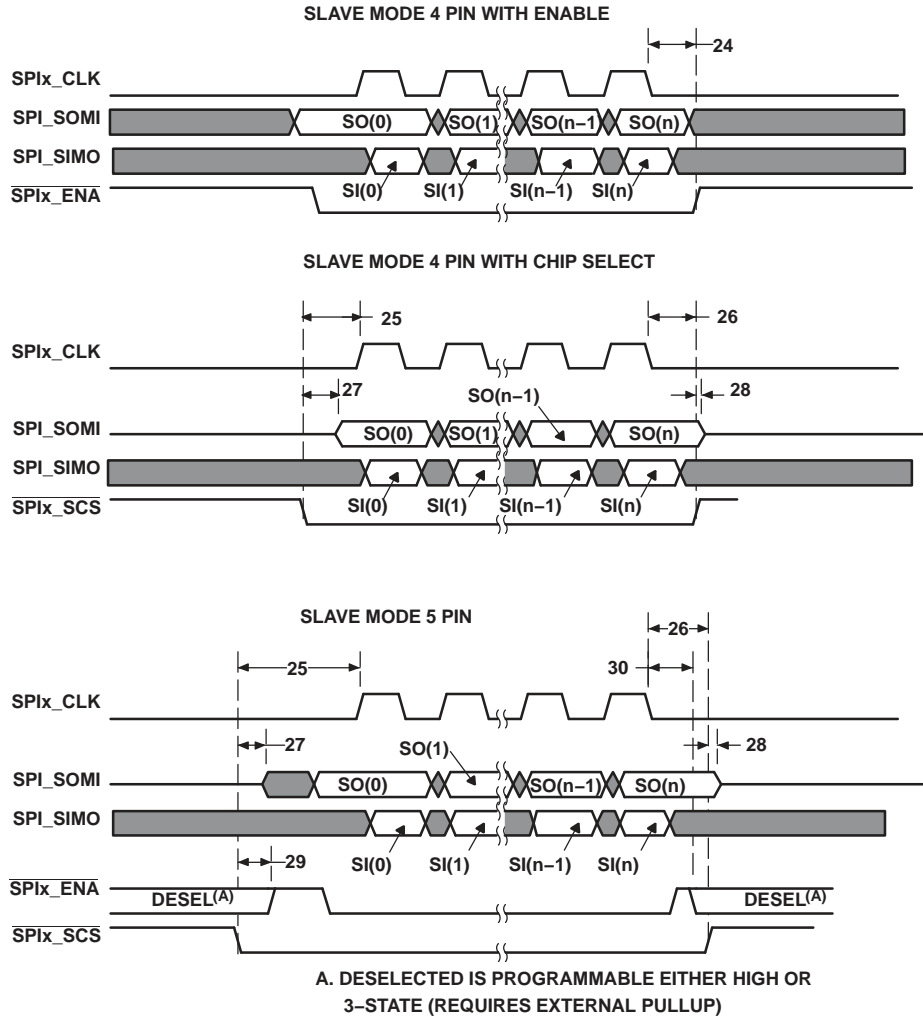 SLAVE MODE 4 PIN WITH ENABLE
24
SPIx_CLK
SPI_SOMI
SO(0)
SO(1)
SO(n−1)
SO(n)
SPI_SIMO
SI(0)
SI(1)
SI(n−1)
SI(n)
SPIx_ENA
SLAVE MODE 4 PIN WITH CHIP SELECT
25
26
SPIx_CLK
27
SO(n−1)
28
SPI_SOMI
SO(0)
SO(1)
SO(n)
SPI_SIMO
SI(0)
SI(1)
SI(n−1)
SI(n)
SPIx_SCS
SLAVE MODE 5 PIN
26
25
30
SPIx_CLK
27
SO(1)
28
SPI_SOMI
SO(0)
SO(n−1)
SO(n)
SPI_SIMO
SI(0)
SI(1)
SI(n−1)
SI(n)
29
SPIx_ENA
DESEL(A)
DESEL(A)
SPIx_SCS
A. DESELECTED IS PROGRAMMABLE EITHER HIGH OR
3−STATE (REQUIRES EXTERNAL PULLUP)